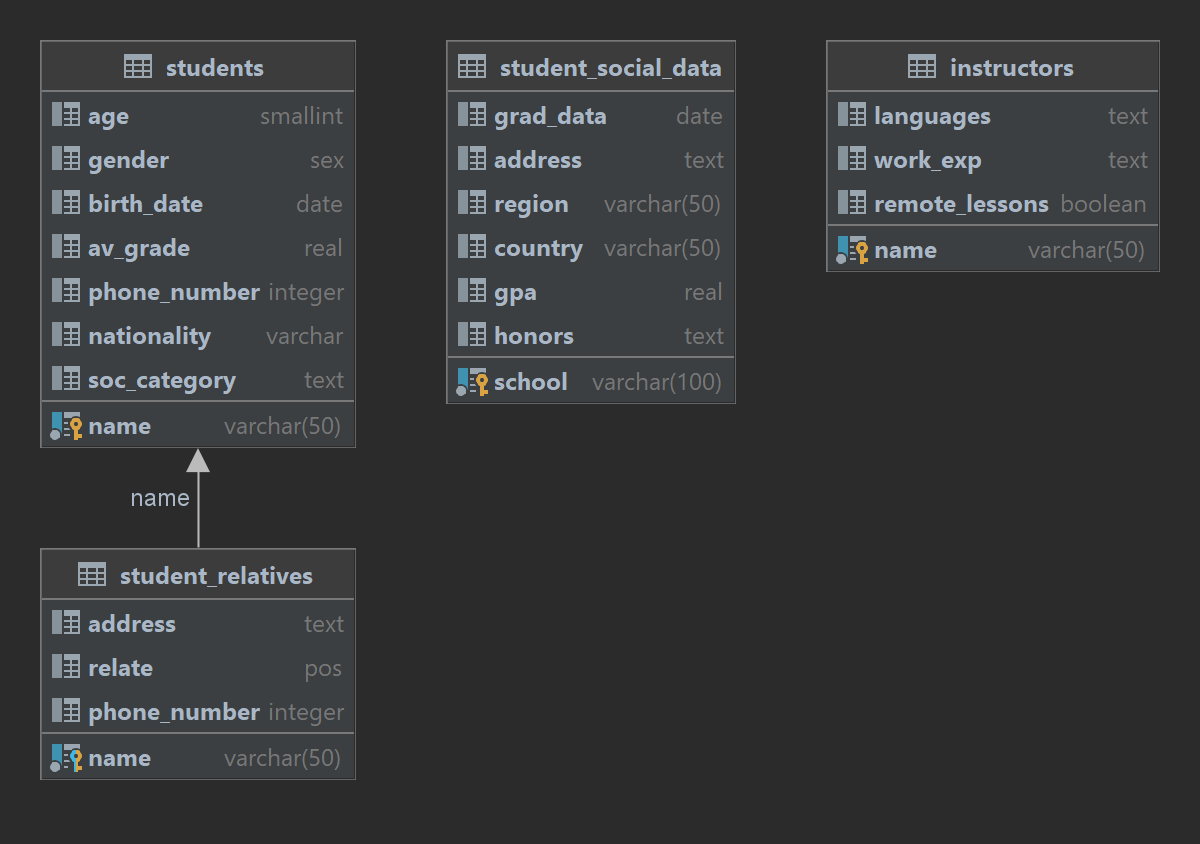 students
age smallint
gender sex
birth_date date
av_grade real
phone_number integer
nationality varchar
soc_category text
name varchar(50)
name
student_relatives
address text
relate pos
phone_number integer
name varchar(50)
student_social_data
grad_data date
address text
region varchar(50)
country varchar(50)
gpa real
honors text
school varchar(100)
instructors
languages text
work_exp text
remote_lessons boolean
name varchar(50)